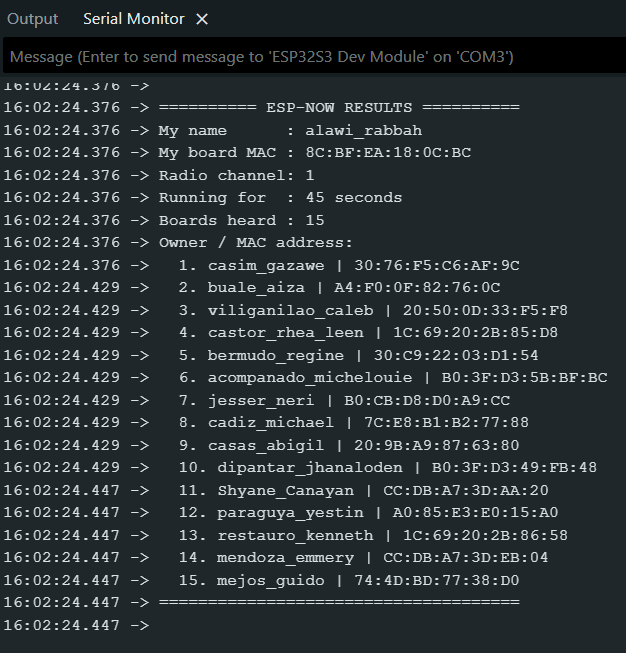 Output Serial Monitor ×
Message (Enter to send message to 'ESP32S3 Dev Module' on 'COM3')
16:02:24.376 ->
16:02:24.376 -> ========== ESP-NOW RESULTS ==========
16:02:24.376 -> My name      : alawi_rabbah
16:02:24.376 -> My board MAC : 8C:BF:EA:18:0C:BC
16:02:24.376 -> Radio channel: 1
16:02:24.376 -> Running for  : 45 seconds
16:02:24.376 -> Boards heard : 15
16:02:24.376 -> Owner / MAC address:
16:02:24.376 ->   1. casim_gazawe | 30:76:F5:C6:AF:9C
16:02:24.429 ->   2. buale_aiza | A4:F0:0F:82:76:0C
16:02:24.429 ->   3. viliganilao_caleb | 20:50:0D:33:F5:F8
16:02:24.429 ->   4. castor_rhea_leen | 1C:69:20:2B:85:D8
16:02:24.429 ->   5. bermudo_regine | 30:C9:22:03:D1:54
16:02:24.429 ->   6. acompanado_michelouie | B0:3F:D3:5B:BF:BC
16:02:24.429 ->   7. jesser_neri | B0:CB:D8:D0:A9:CC
16:02:24.429 ->   8. cadiz_michael | 7C:E8:B1:B2:77:88
16:02:24.429 ->   9. casas_abigil | 20:9B:A9:87:63:80
16:02:24.429 ->   10. dipantar_jhanaloden | B0:3F:D3:49:FB:48
16:02:24.447 ->   11. Shyane_Canayan | CC:DB:A7:3D:AA:20
16:02:24.447 ->   12. paraguya_yestin | A0:85:E3:E0:15:A0
16:02:24.447 ->   13. restauro_kenneth | 1C:69:20:2B:86:58
16:02:24.447 ->   14. mendoza_emmery | CC:DB:A7:3D:EB:04
16:02:24.447 ->   15. mejos_guido | 74:4D:BD:77:38:D0
16:02:24.447 -> =====================================
16:02:24.447 ->